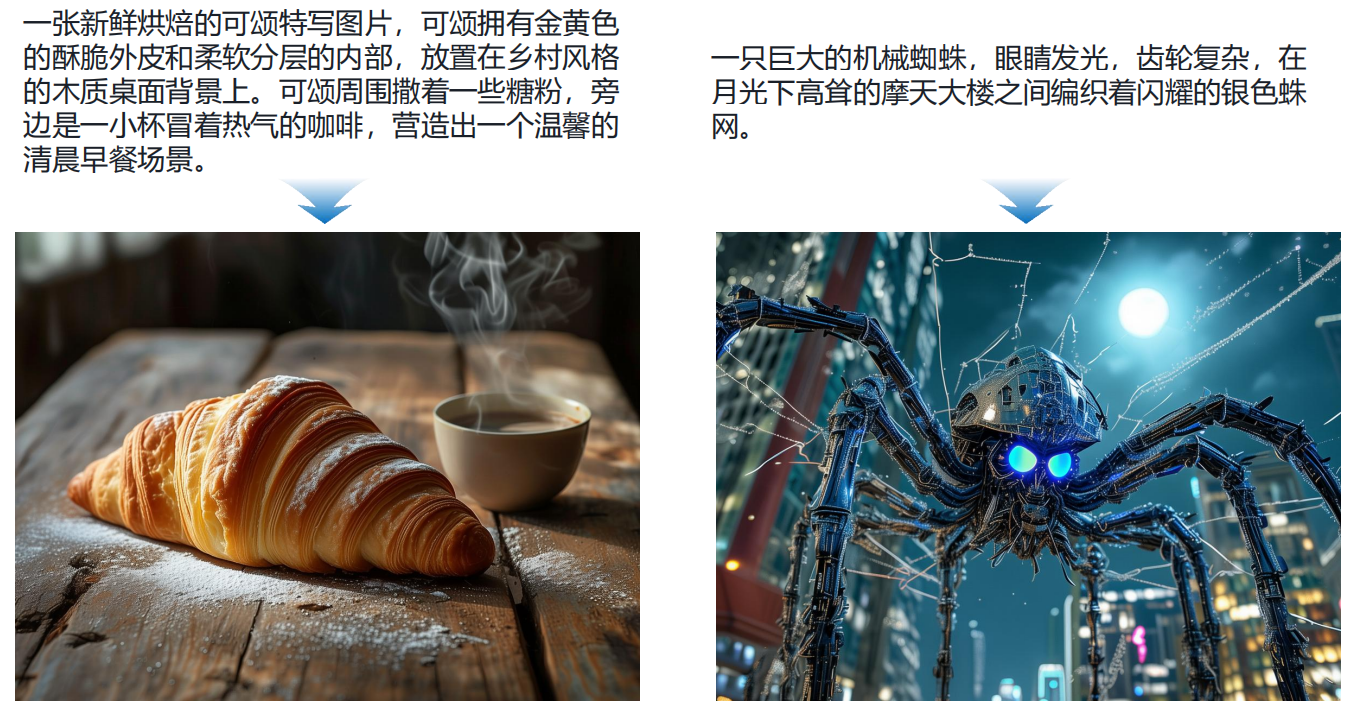 一张新鲜烘焙的可颂特写图片，可颂拥有金黄色
的酥脆外皮和柔软分层的内部，放置在乡村风格
的木质桌面背景上。可颂周围撒着一些糖粉，旁
边是一小杯冒着热气的咖啡，营造出一个温馨的
清晨早餐场景。
一只巨大的机械蜘蛛，眼睛发光，齿轮复杂，在
月光下高耸的摩天大楼之间编织着闪耀的银色蛛
网。